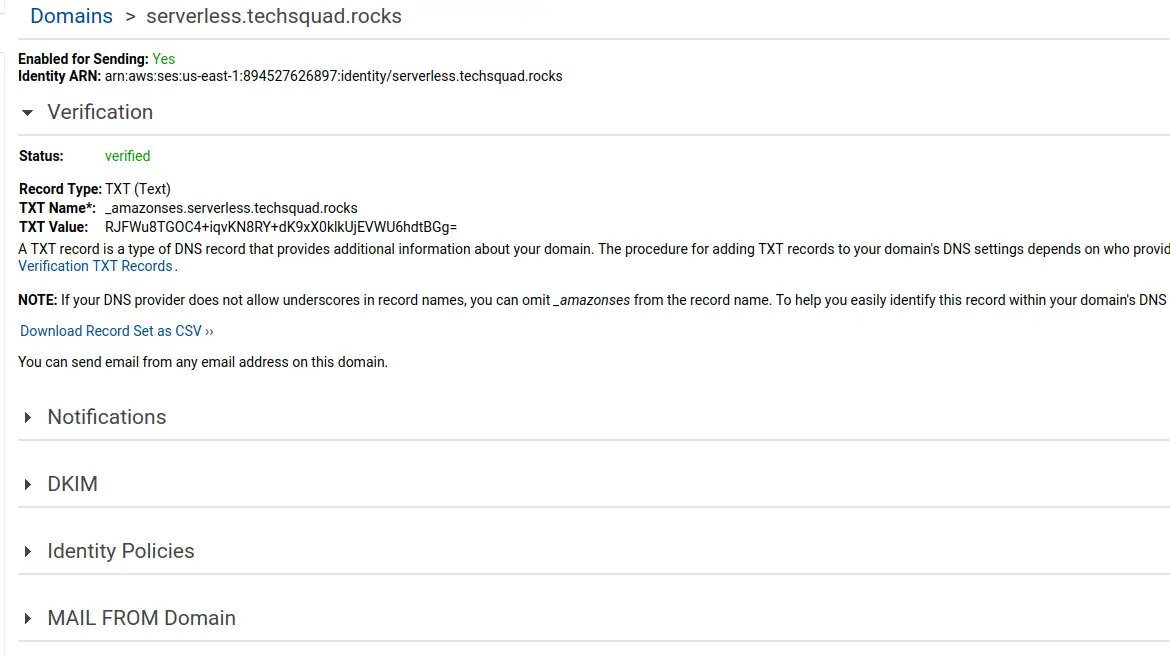 Domains > serverless.techsquad.rocks
Enabled for Sending: Yes
Identity ARN: arn:aws:ses:us-east-1:894527626897:identity/serverless.techsquad.rocks
Verification
Status: verified
Record Type: TXT (Text)
TXT Name*: _amazonses.serverless.techsquad.rocks
TXT Value: RJFWu8TGOC4+iqvKN8RY+dK9xX0klkUjEVWU6hdtBGg=
A TXT record is a type of DNS record that provides additional information about your domain. The procedure for adding TXT records to your domain's DNS settings depends on who provid
Verification TXT Records.
NOTE: If your DNS provider does not allow underscores in record names, you can omit _amazonses from the record name. To help you easily identify this record within your domain's DNS
Download Record Set as CSV ››
You can send email from any email address on this domain.
Notifications
DKIM
Identity Policies
MAIL FROM Domain